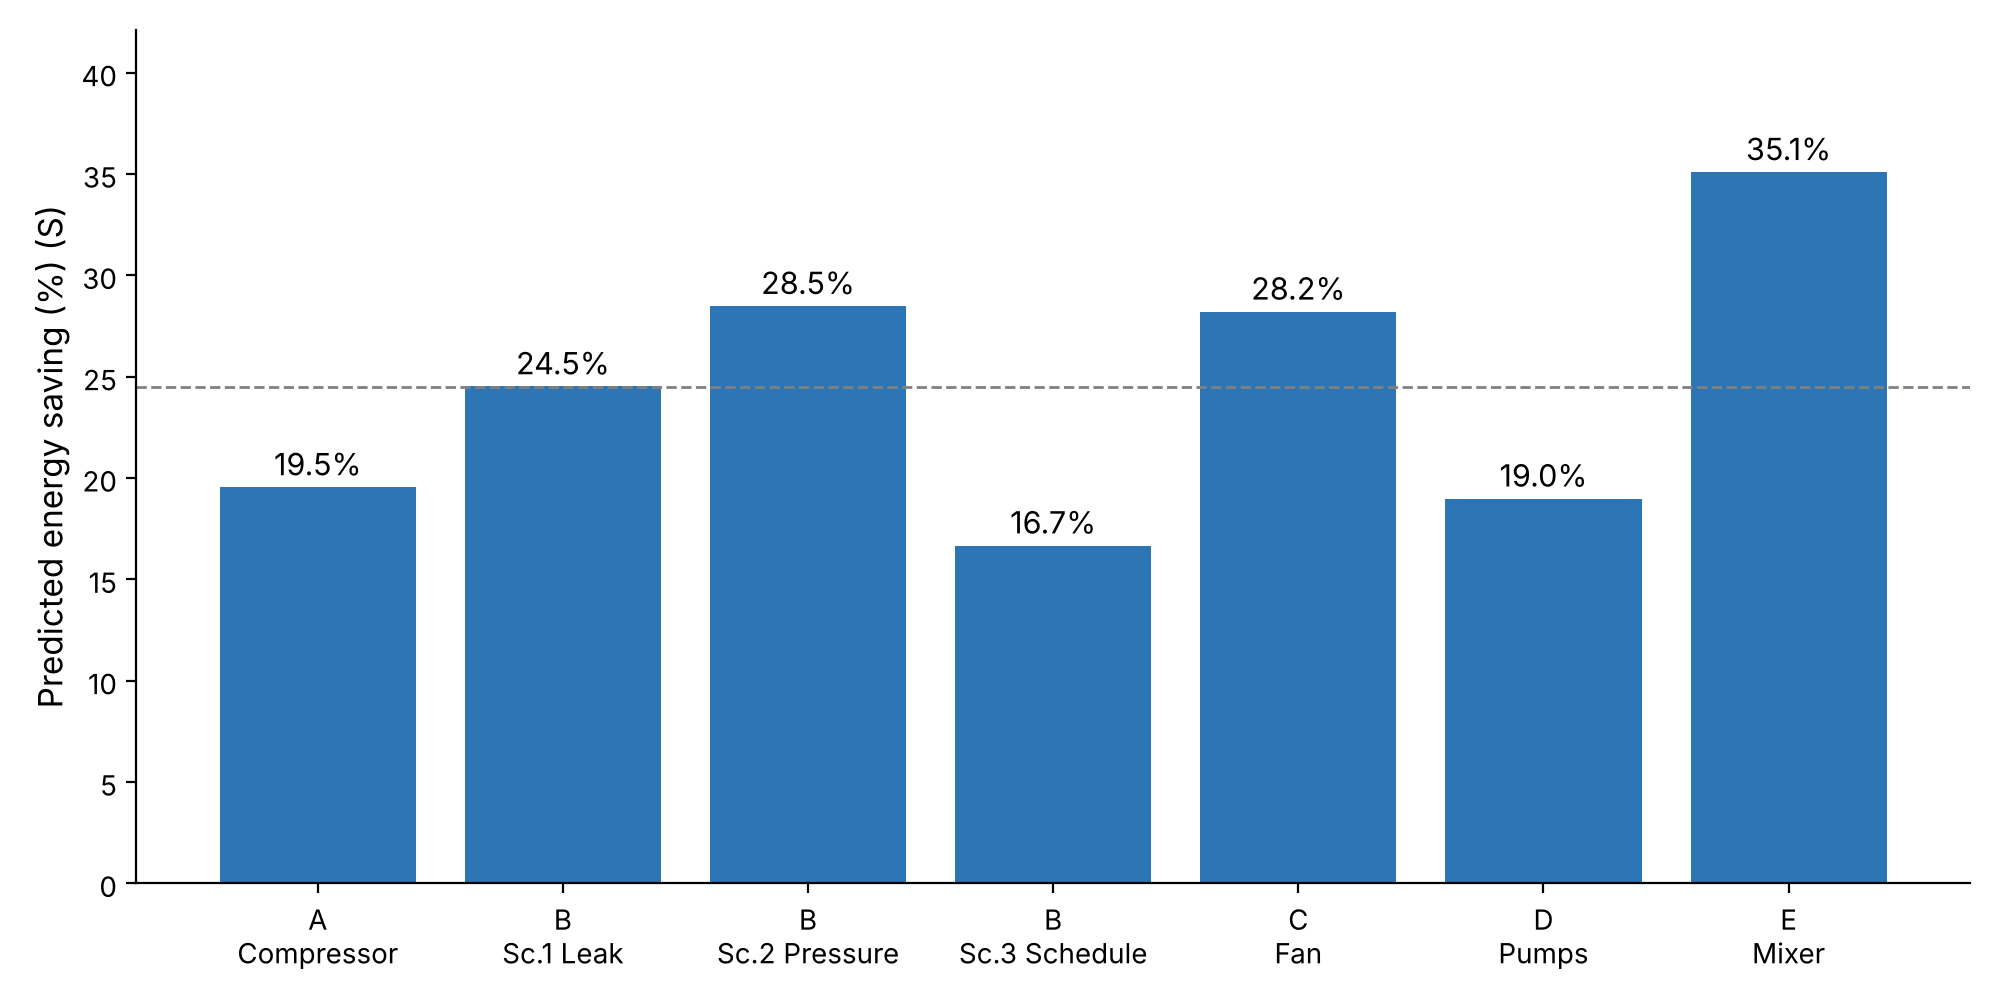 Predicted energy saving (%) (S)
40
35
30
25
20
15
10
5
0
19.5%
24.5%
28.5%
16.7%
28.2%
19.0%
35.1%
A
Compressor
B
Sc.1 Leak
B
Sc.2 Pressure
B
Sc.3 Schedule
C
Fan
D
Pumps
E
Mixer